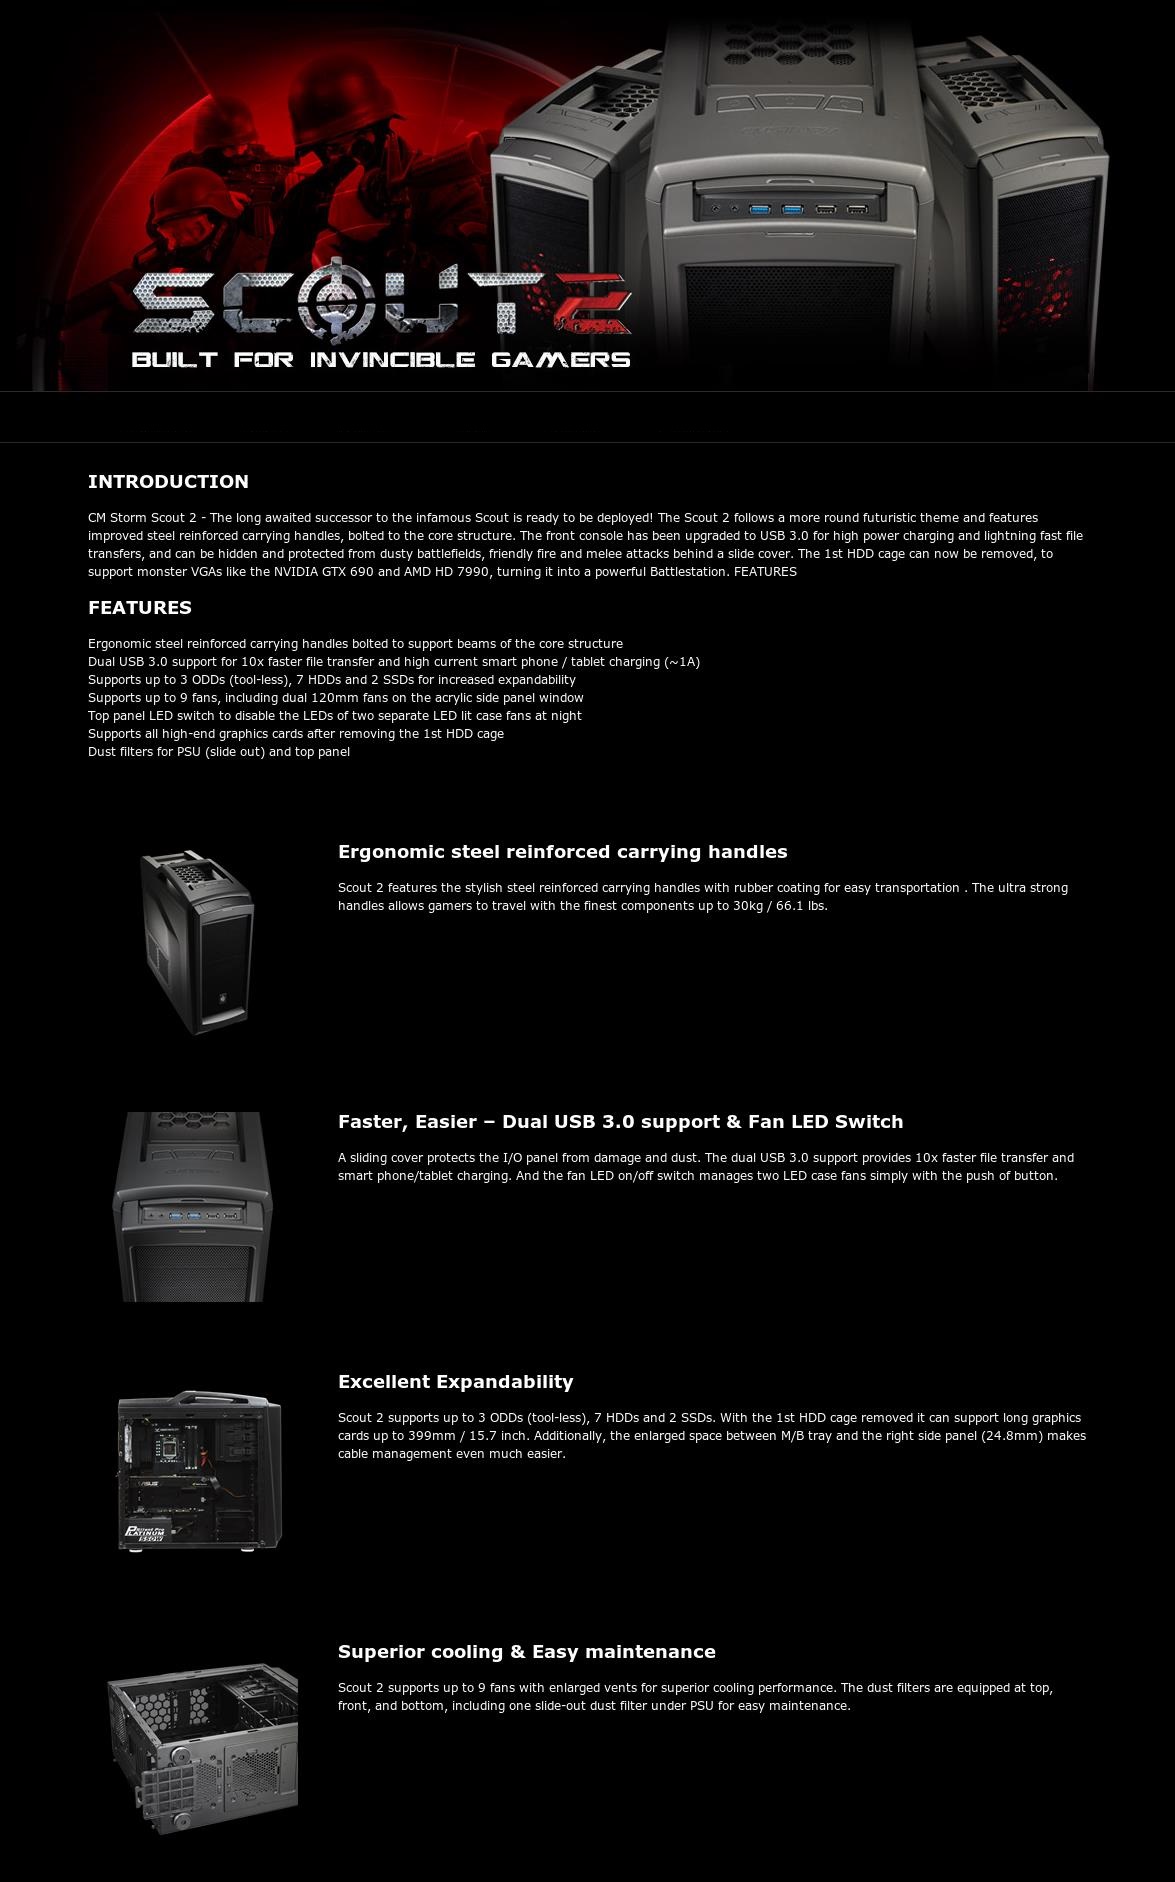 SCOUT2
BUILT FOR INVINCIBLE GAMERS
INTRODUCTION
CM Storm Scout 2 - The long awaited successor to the infamous Scout is ready to be deployed! The Scout 2 follows a more round futuristic theme and features
improved steel reinforced carrying handles, bolted to the core structure. The front console has been upgraded to USB 3.0 for high power charging and lightning fast file
transfers, and can be hidden and protected from dusty battlefields, friendly fire and melee attacks behind a slide cover. The 1st HDD cage can now be removed, to
support monster VGAs like the NVIDIA GTX 690 and AMD HD 7990, turning it into a powerful Battlestation. FEATURES
FEATURES
Ergonomic steel reinforced carrying handles bolted to support beams of the core structure
Dual USB 3.0 support for 10x faster file transfer and high current smart phone / tablet charging (~1A)
Supports up to 3 ODDs (tool-less), 7 HDDs and 2 SSDs for increased expandability
Supports up to 9 fans, including dual 120mm fans on the acrylic side panel window
Top panel LED switch to disable the LEDs of two separate LED lit case fans at night
Supports all high-end graphics cards after removing the 1st HDD cage
Dust filters for PSU (slide out) and top panel
Ergonomic steel reinforced carrying handles
Scout 2 features the stylish steel reinforced carrying handles with rubber coating for easy transportation . The ultra strong
handles allows gamers to travel with the finest components up to 30kg / 66.1 lbs.
Faster, Easier – Dual USB 3.0 support & Fan LED Switch
A sliding cover protects the I/O panel from damage and dust. The dual USB 3.0 support provides 10x faster file transfer and
smart phone/tablet charging. And the fan LED on/off switch manages two LED case fans simply with the push of button.
Excellent Expandability
Scout 2 supports up to 3 ODDs (tool-less), 7 HDDs and 2 SSDs. With the 1st HDD cage removed it can support long graphics
cards up to 399mm / 15.7 inch. Additionally, the enlarged space between M/B tray and the right side panel (24.8mm) makes
cable management even much easier.
ASUS
Silent Pro
PLATINUM
550W
Superior cooling & Easy maintenance
Scout 2 supports up to 9 fans with enlarged vents for superior cooling performance. The dust filters are equipped at top,
front, and bottom, including one slide-out dust filter under PSU for easy maintenance.